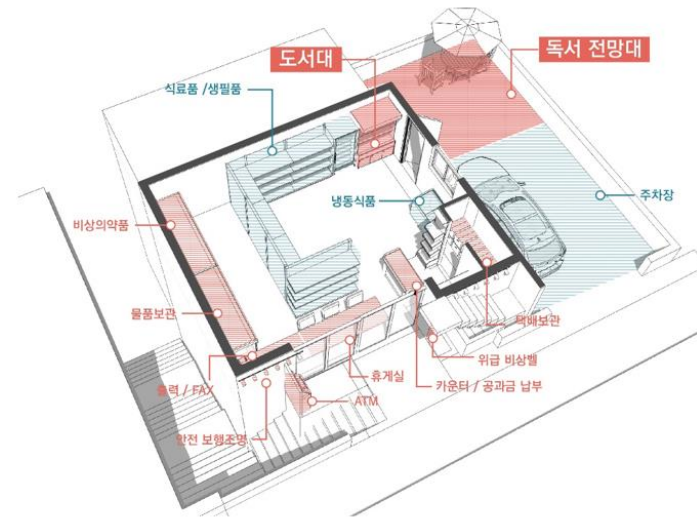 독서 전망대
도서대
식료품 /생필품
냉동식품
주차장
비상의약품
물품보관
택배보관
출력 / FAX
휴게실
위급 비상벨
카운터 / 공과금 납부
ATM
안전 보행조명